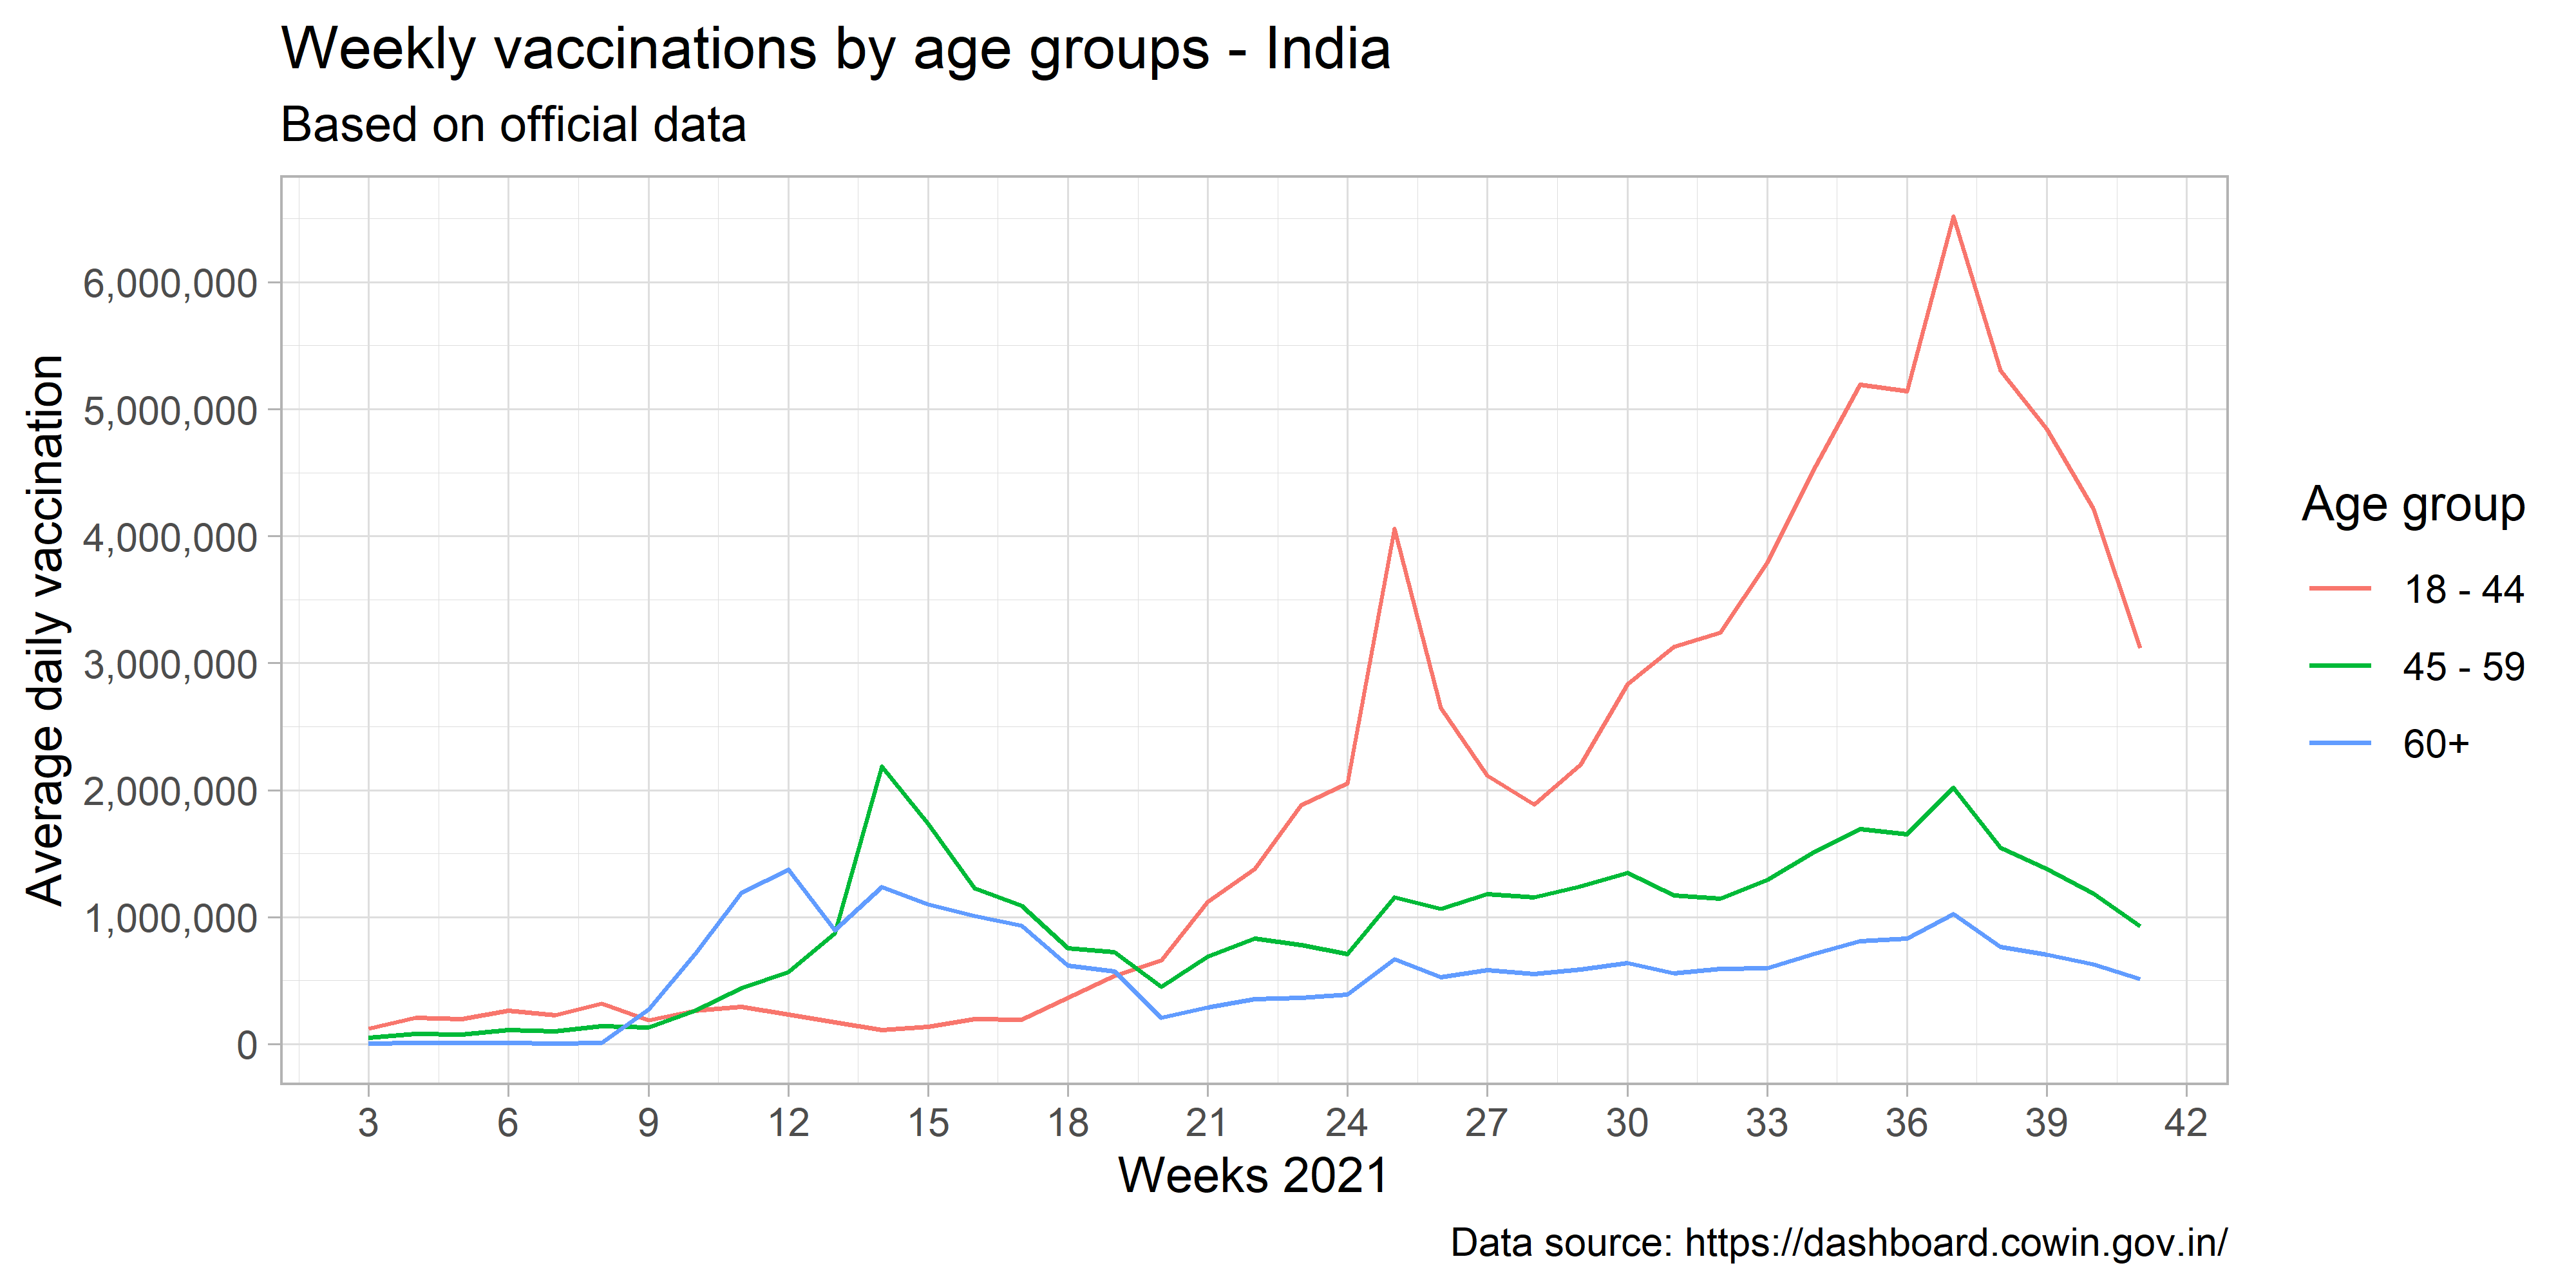 Weekly vaccinations by age groups - India
Based on official data
Average daily vaccination
6,000,000
5,000,000
4,000,000
3,000,000
2,000,000
1,000,000
0
3 6 9 12 15 18 21 24 27 30 33 36 39 42
Weeks 2021
Age group
18 - 44
45 - 59
60+
Data source: https://dashboard.cowin.gov.in/